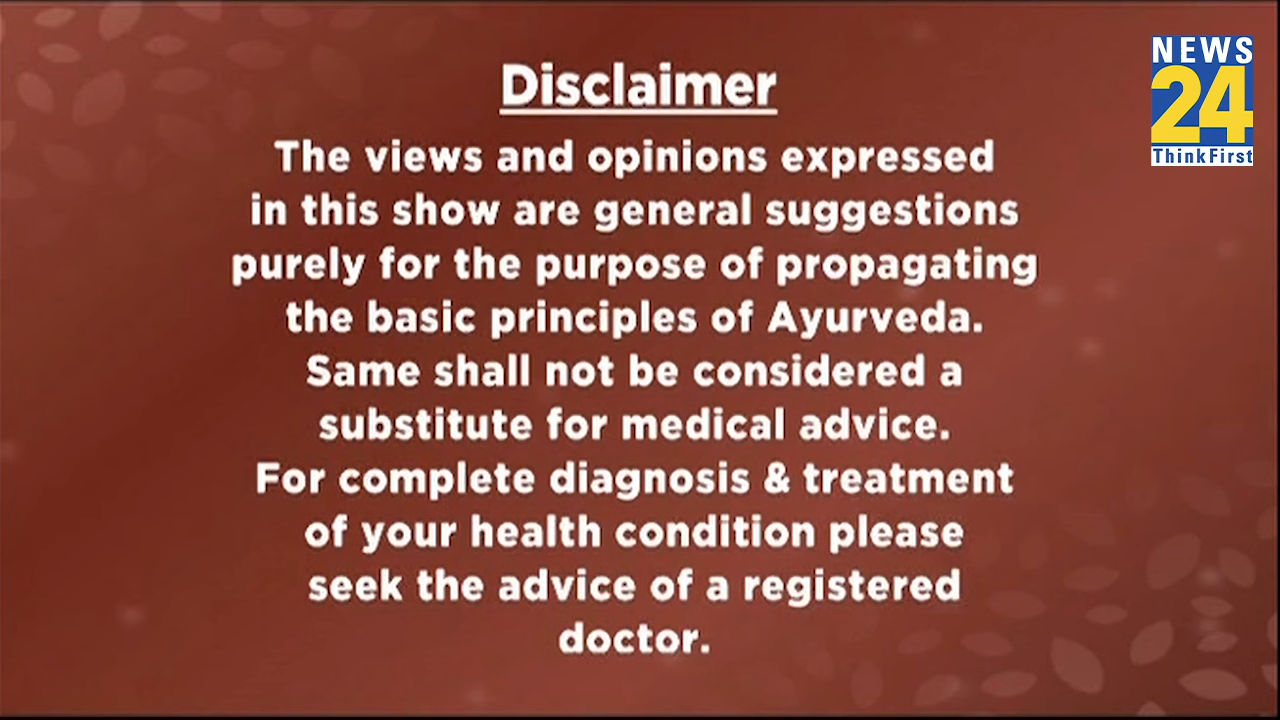 NEWS
24
ThinkFirst
Disclaimer
The views and opinions expressed
in this show are general suggestions
purely for the purpose of propagating
the basic principles of Ayurveda.
Same shall not be considered a
substitute for medical advice.
For complete diagnosis & treatment
of your health condition please
seek the advice of a registered
doctor.